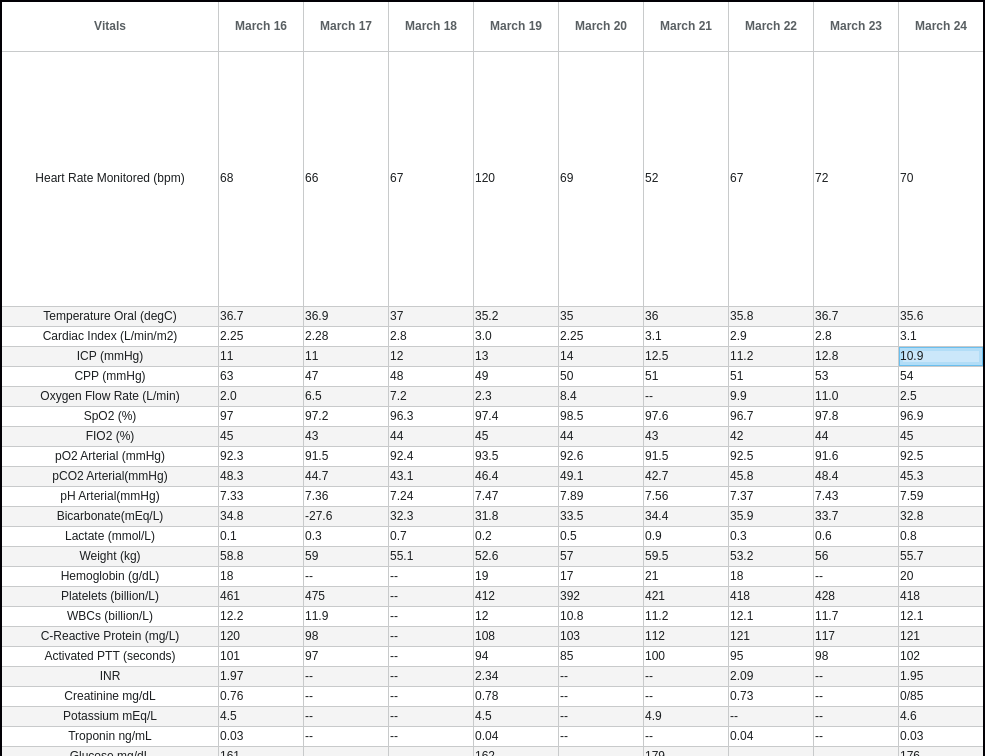 Vitals March 16 March 17 March 18 March 19 March 20 March 21 March 22 March 23 March 24
Heart Rate Monitored (bpm) 68 66 67 120 69 52 67 72 70
Temperature Oral (degC) 36.7 36.9 37 35.2 35 36 35.8 36.7 35.6
Cardiac Index (L/min/m2) 2.25 2.28 2.8 3.0 2.25 3.1 2.9 2.8 3.1
ICP (mmHg) 11 11 12 13 14 12.5 11.2 12.8 10.9
CPP (mmHg) 63 47 48 49 50 51 51 53 54
Oxygen Flow Rate (L/min) 2.0 6.5 7.2 2.3 8.4 -- 9.9 11.0 2.5
SpO2 (%) 97 97.2 96.3 97.4 98.5 97.6 96.7 97.8 96.9
FIO2 (%) 45 43 44 45 44 43 42 44 45
pO2 Arterial (mmHg) 92.3 91.5 92.4 93.5 92.6 91.5 92.5 91.6 92.5
pCO2 Arterial(mmHg) 48.3 44.7 43.1 46.4 49.1 42.7 45.8 48.4 45.3
pH Arterial(mmHg) 7.33 7.36 7.24 7.47 7.89 7.56 7.37 7.43 7.59
Bicarbonate(mEq/L) 34.8 -27.6 32.3 31.8 33.5 34.4 35.9 33.7 32.8
Lactate (mmol/L) 0.1 0.3 0.7 0.2 0.5 0.9 0.3 0.6 0.8
Weight (kg) 58.8 59 55.1 52.6 57 59.5 53.2 56 55.7
Hemoglobin (g/dL) 18 -- -- 19 17 21 18 -- 20
Platelets (billion/L) 461 475 -- 412 392 421 418 428 418
WBCs (billion/L) 12.2 11.9 -- 12 10.8 11.2 12.1 11.7 12.1
C-Reactive Protein (mg/L) 120 98 -- 108 103 112 121 117 121
Activated PTT (seconds) 101 97 -- 94 85 100 95 98 102
INR 1.97 -- -- 2.34 -- -- 2.09 -- 1.95
Creatinine mg/dL 0.76 -- -- 0.78 -- -- 0.73 -- 0/85
Potassium mEq/L 4.5 -- -- 4.5 -- 4.9 -- -- 4.6
Troponin ng/mL 0.03 -- -- 0.04 -- -- 0.04 -- 0.03
Glucose mg/dL 161 162 179 176